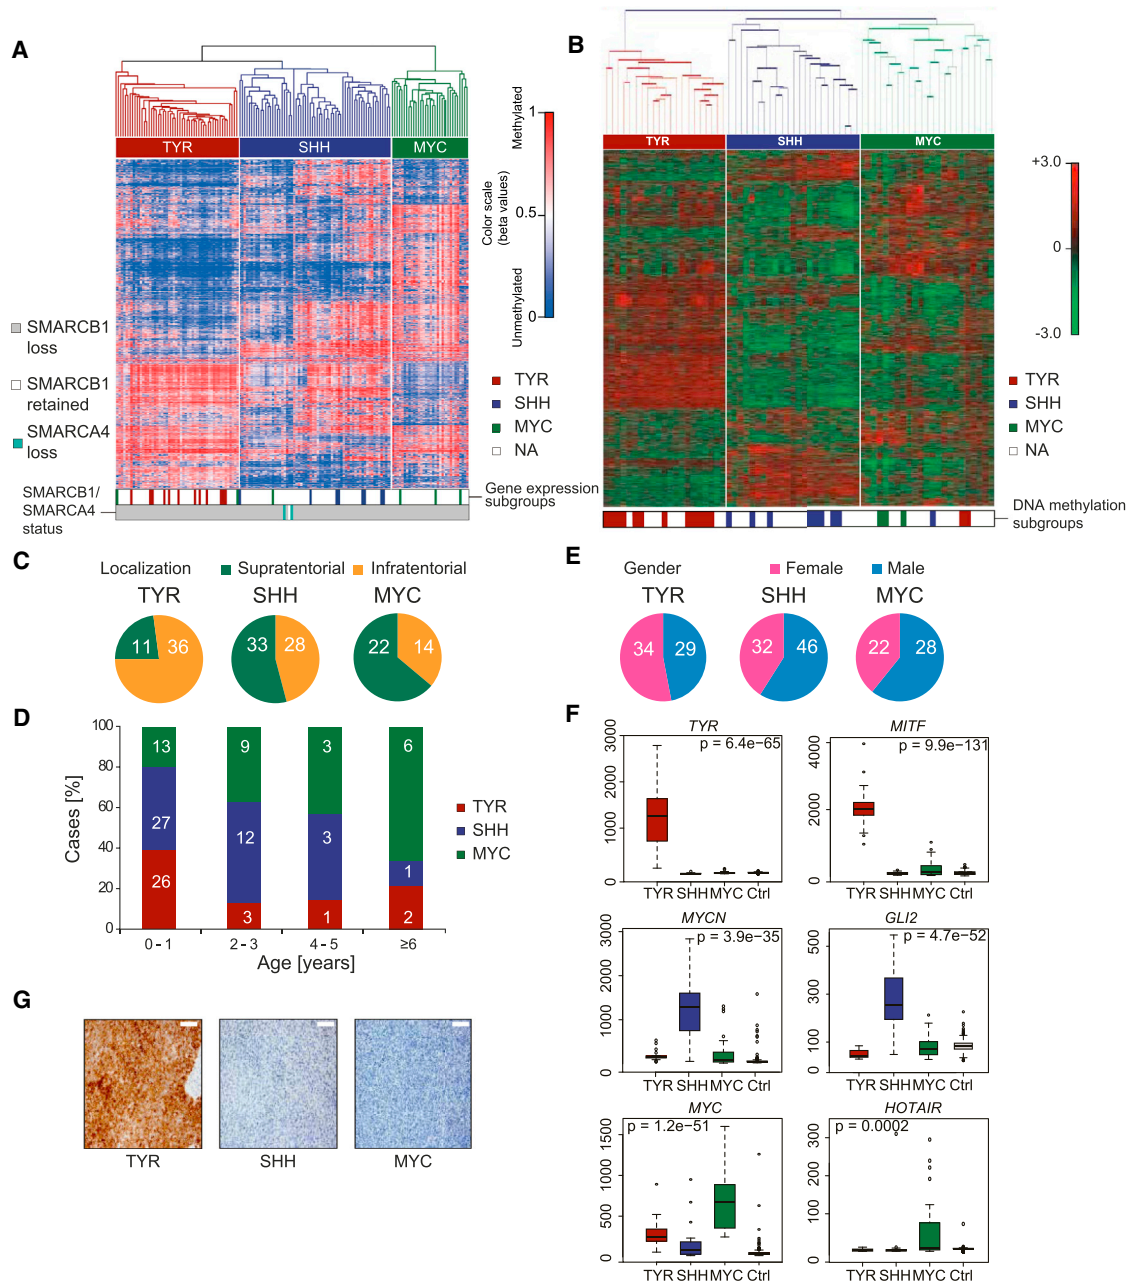 A
TYR SHH MYC
1
0.5
0
Methylated
Color scale
(beta values)
Unmethylated
SMARCB1
loss
SMARCB1
retained
SMARCA4
loss
TYR
SHH
MYC
NA
Gene expression
subgroups
SMARCB1/
SMARCA4
status
B
TYR SHH MYC
+3.0
0
-3.0
TYR
SHH
MYC
NA
DNA methylation
subgroups
C
Localization Supratentorial Infratentorial
TYR SHH MYC
11 36 33 28 22 14
D
Cases [%]
100
80
60
40
20
0
13 9 3 6
27 12 3 1
26 3 1 2
0 - 1 2 - 3 4 - 5 ≥6
Age [years]
TYR
SHH
MYC
E
Gender Female Male
TYR SHH MYC
34 29 32 46 22 28
F
TYR
p = 6.4e−65
3000
2000
1000
0
TYR SHH MYC Ctrl
MITF
p = 9.9e−131
4000
2000
0
TYR SHH MYC Ctrl
MYCN
p = 3.9e−35
3000
2000
1000
0
TYR SHH MYC Ctrl
GLI2
p = 4.7e−52
500
300
100
0
TYR SHH MYC Ctrl
MYC
p = 1.2e−51
1500
1000
500
0
TYR SHH MYC Ctrl
HOTAIR
p = 0.0002
300
200
100
0
TYR SHH MYC Ctrl
G
TYR SHH MYC